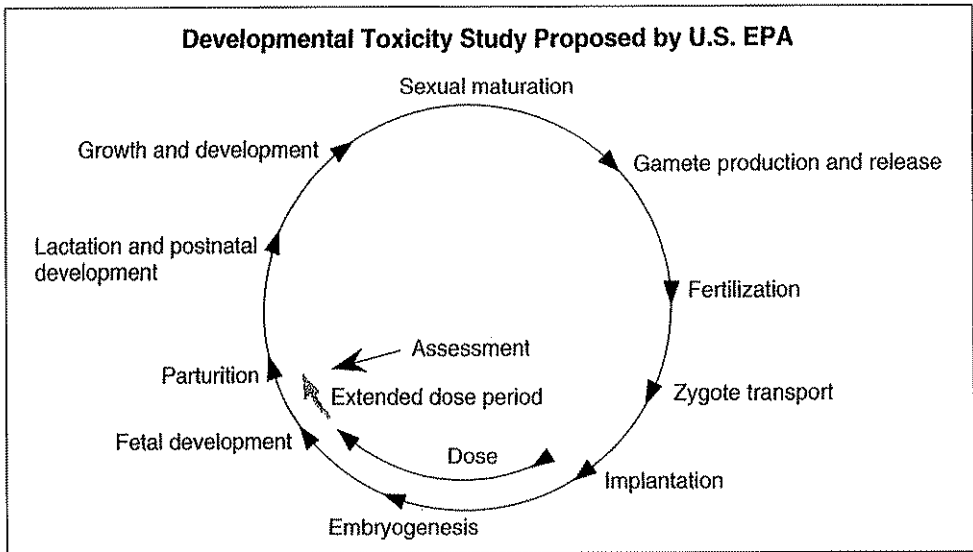 Developmental Toxicity Study Proposed by U.S. EPA
Sexual maturation
Growth and development
Gamete production and release
Lactation and postnatal
development
Fertilization
Assessment
Parturition
Extended dose period
Zygote transport
Fetal development
Dose
Implantation
Embryogenesis